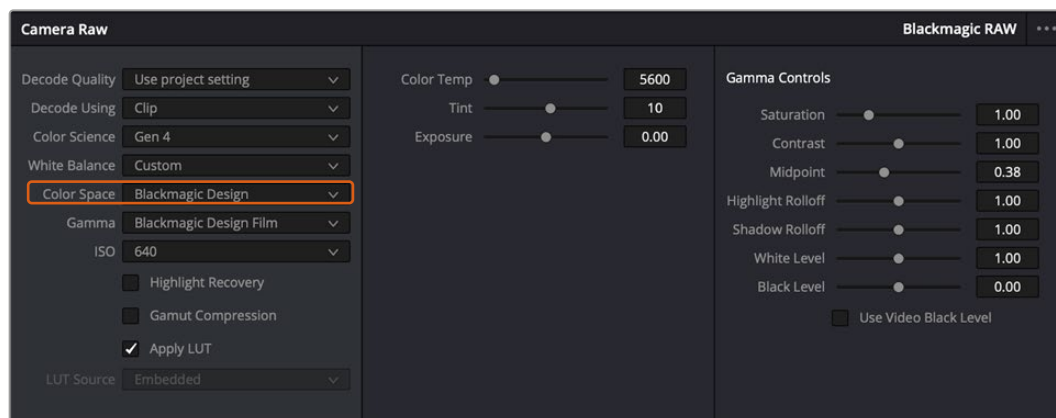 Camera Raw
Blackmagic RAW
Decode Quality Use project setting
Decode Using Clip
Color Science Gen 4
White Balance Custom
Color Space Blackmagic Design
Gamma Blackmagic Design Film
ISO 640
Highlight Recovery
Gamut Compression
Apply LUT
LUT Source Embedded
Color Temp 5600
Tint 10
Exposure 0.00
Gamma Controls
Saturation 1.00
Contrast 1.00
Midpoint 0.38
Highlight Rolloff 1.00
Shadow Rolloff 1.00
White Level 1.00
Black Level 0.00
Use Video Black Level